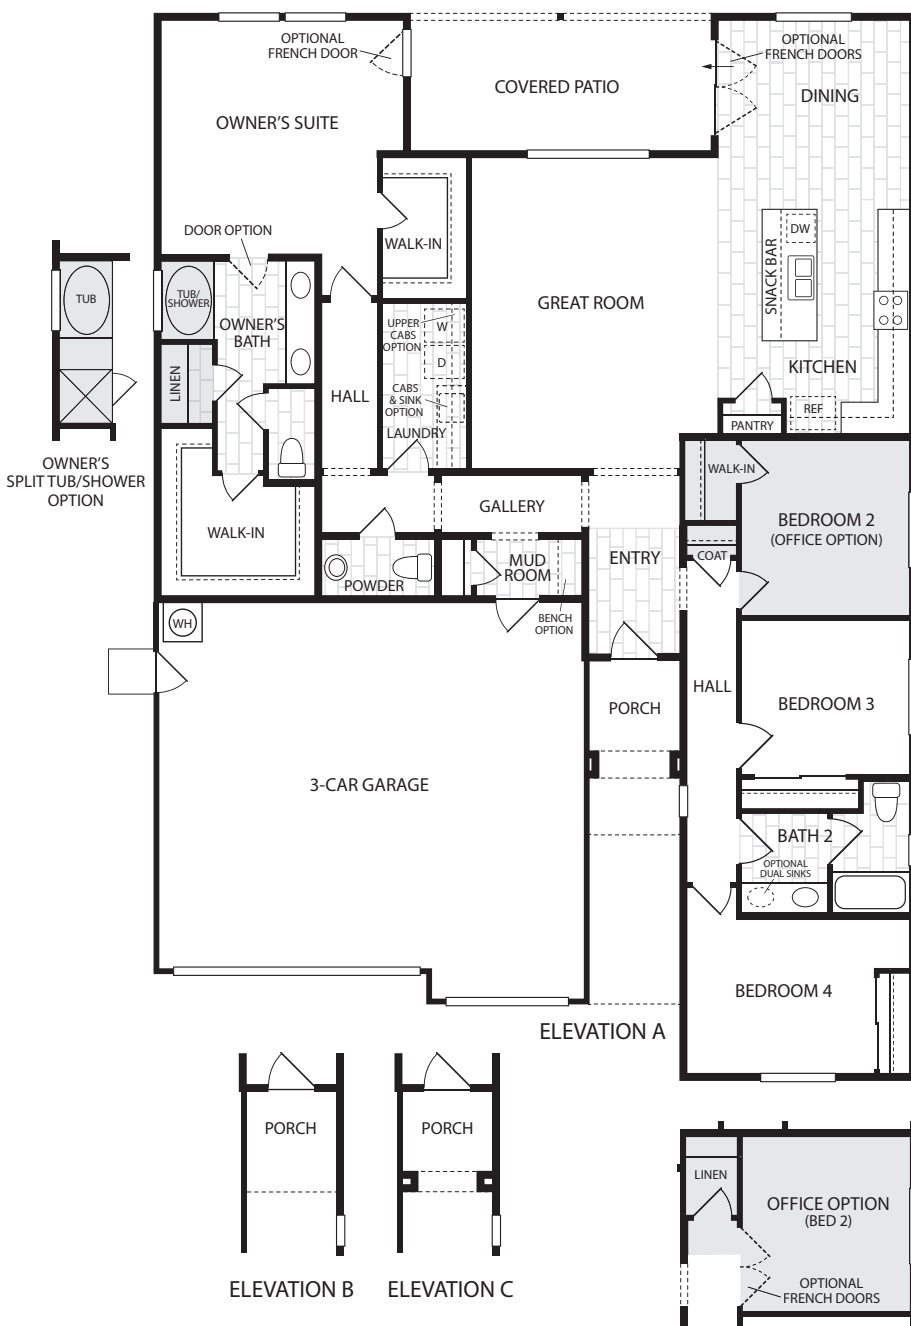 OPTIONAL
FRENCH DOOR
OPTIONAL
FRENCH DOORS
COVERED PATIO
DINING
OWNER'S SUITE
DOOR OPTION
WALK-IN
DW
SNACK BAR
TUB
TUB/
SHOWER
OWNER'S
BATH
GREAT ROOM
UPPER
CABS
OPTION
W
D
LINEN
HALL
CABS
& SINK
OPTION
LAUNDRY
KITCHEN
REF
PANTRY
OWNER'S
SPLIT TUB/SHOWER
OPTION
WALK-IN
WALK-IN
GALLERY
BEDROOM 2
(OFFICE OPTION)
COAT
ENTRY
MUD
ROOM
POWDER
BENCH
OPTION
WH
HALL
BEDROOM 3
PORCH
3-CAR GARAGE
BATH 2
OPTIONAL
DUAL SINKS
BEDROOM 4
ELEVATION A
PORCH
PORCH
LINEN
OFFICE OPTION
(BED 2)
OPTIONAL
FRENCH DOORS
ELEVATION B
ELEVATION C